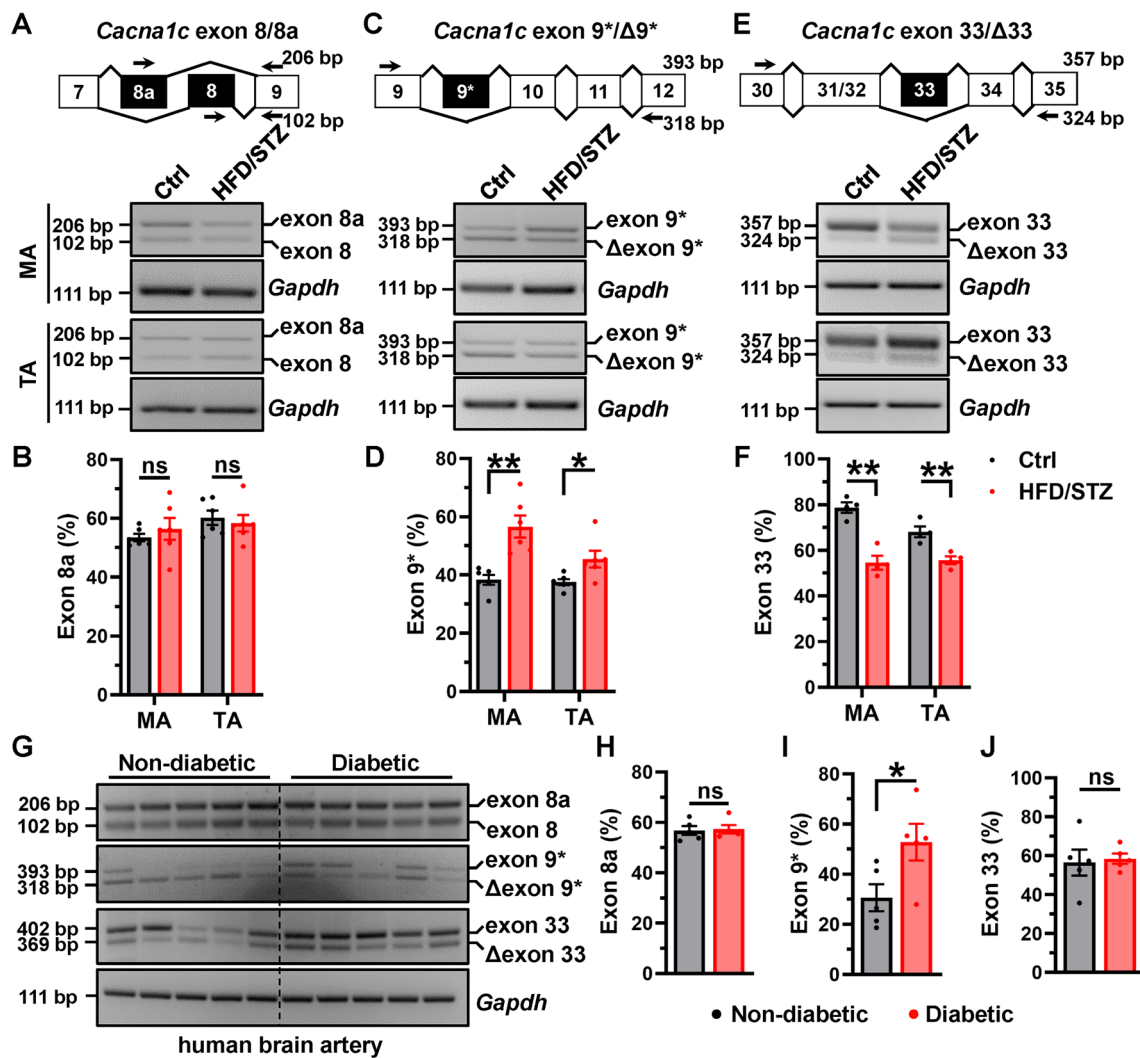 A
Cacna1c exon 8/8a
206 bp
7
8a
8
9
102 bp
Ctrl
HFD/STZ
MA
206 bp
102 bp
exon 8a
exon 8
111 bp
Gapdh
TA
206 bp
102 bp
exon 8a
exon 8
111 bp
Gapdh
C
Cacna1c exon 9*/Δ9*
393 bp
9
9*
10
11
12
318 bp
Ctrl
HFD/STZ
393 bp
318 bp
exon 9*
Δexon 9*
111 bp
Gapdh
393 bp
318 bp
exon 9*
Δexon 9*
111 bp
Gapdh
E
Cacna1c exon 33/Δ33
357 bp
30
31/32
33
34
35
324 bp
Ctrl
HFD/STZ
357 bp
324 bp
exon 33
Δexon 33
111 bp
Gapdh
357 bp
324 bp
exon 33
Δexon 33
111 bp
Gapdh
B
Exon 8a (%)
80
60
40
20
0
ns
ns
MA
TA
D
Exon 9* (%)
80
60
40
20
0
**
*
MA
TA
F
Exon 33 (%)
100
80
60
40
20
0
**
**
MA
TA
Ctrl
HFD/STZ
G
Non-diabetic
Diabetic
206 bp
102 bp
exon 8a
exon 8
393 bp
318 bp
exon 9*
Δexon 9*
402 bp
369 bp
exon 33
Δexon 33
111 bp
Gapdh
human brain artery
H
Exon 8a (%)
80
60
40
20
0
ns
I
Exon 9* (%)
80
60
40
20
0
*
J
Exon 33 (%)
100
80
60
40
20
0
ns
Non-diabetic
Diabetic